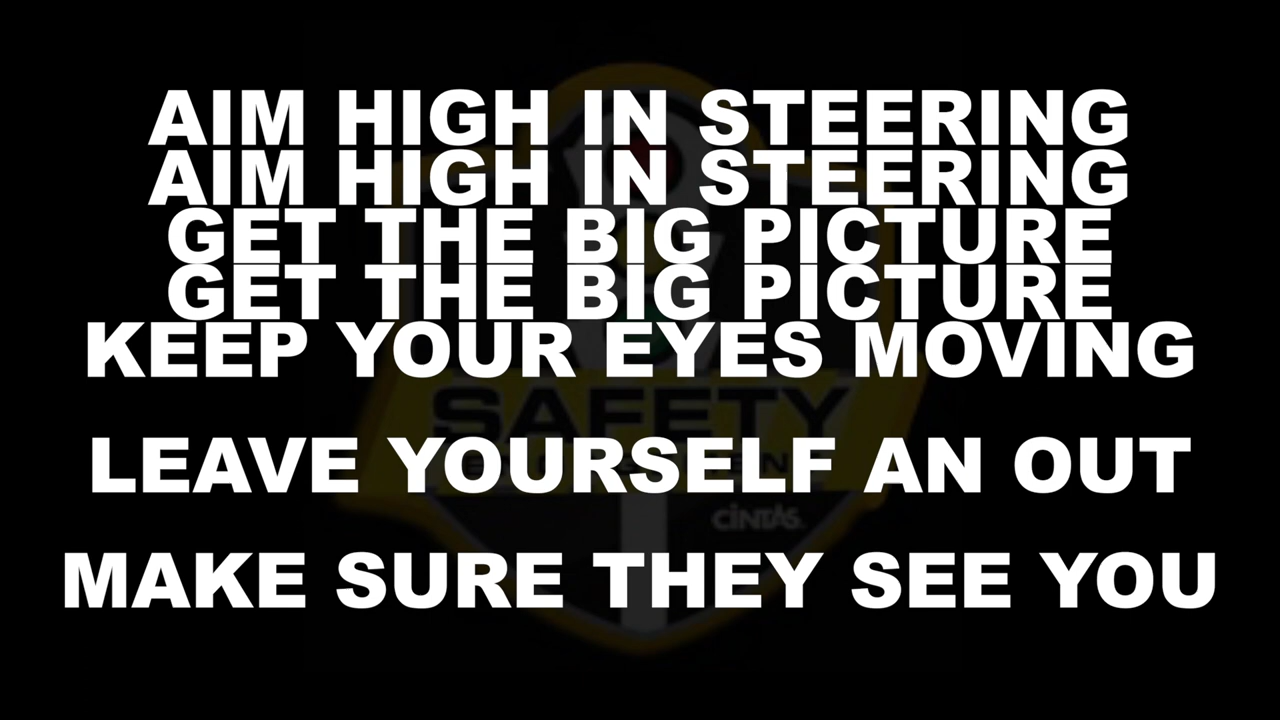 AIM HIGH IN STEERING
AIM HIGH IN STEERING
GET THE BIG PICTURE
GET THE BIG PICTURE
KEEP YOUR EYES MOVING
SAFETY
LEAVE YOURSELF AN OUT
CINTAS
MAKE SURE THEY SEE YOU